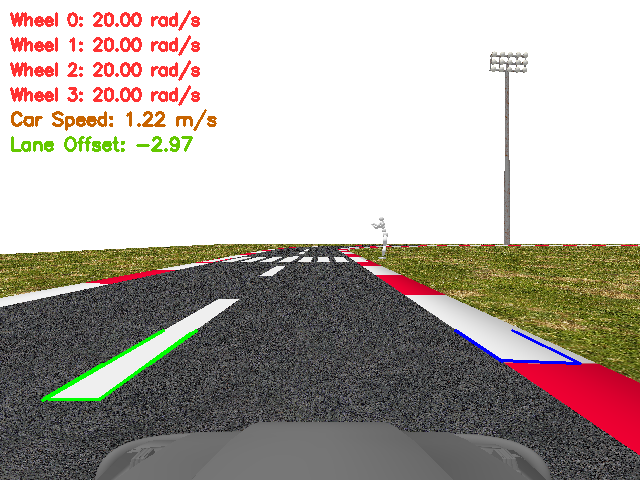 Wheel 0: 20.00 rad/s
Wheel 1: 20.00 rad/s
Wheel 2: 20.00 rad/s
Wheel 3: 20.00 rad/s
Car Speed: 1.22 m/s
Lane Offset: -2.97